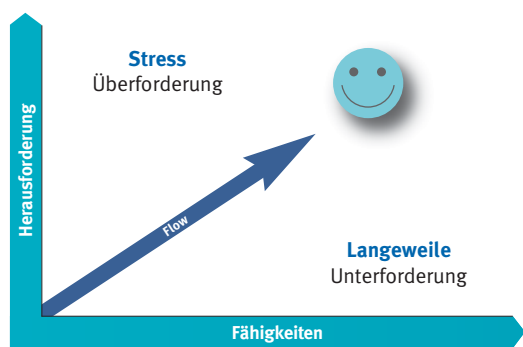 Stress
Überforderung
Herausforderung
Flow
Langeweile
Unterforderung
Fähigkeiten